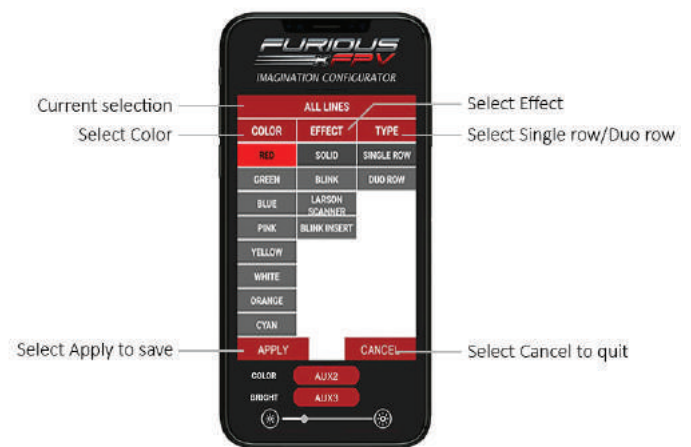 FURIOUS
FPV
IMAGINATION CONFIGURATOR
Current selection
ALL LINES
Select Effect
Select Color
COLOR EFFECT TYPE
Select Single row/Duo row
RED SOLID SINGLE ROW
GREEN BLINK DUO ROW
BLUE LARSON SCANNER
PINK BLINK INSERT
YELLOW
WHITE
ORANGE
CYAN
Select Apply to save
APPLY CANCEL
Select Cancel to quit
COLOR AUX2
BRIGHT AUX3